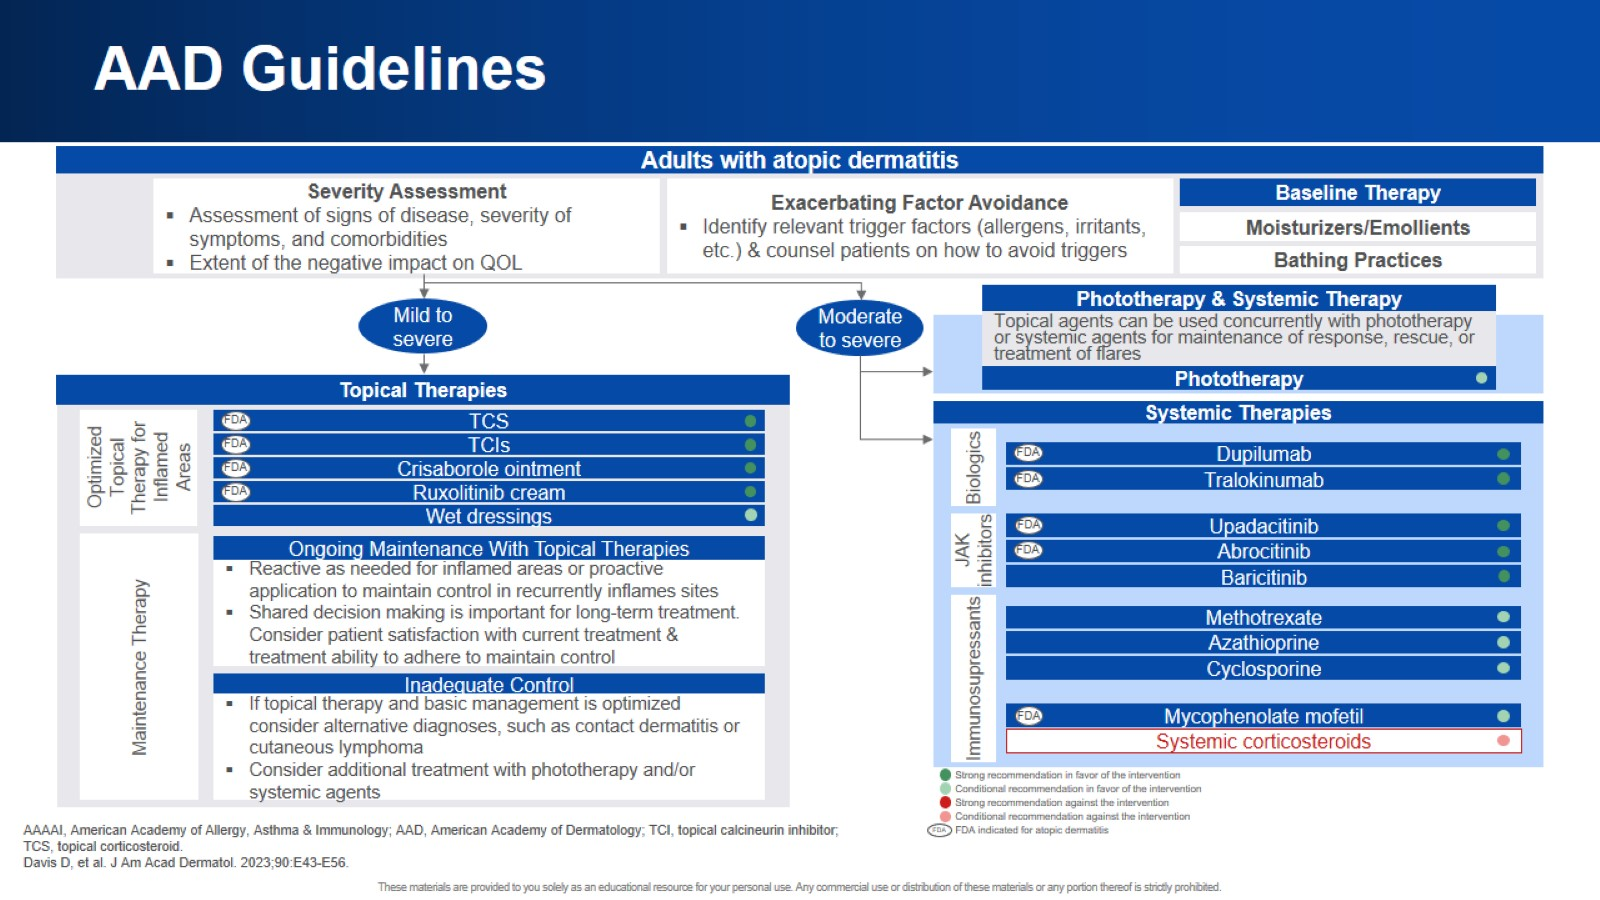 AAD Guidelines
Adults with atopic dermatitis
Severity Assessment
▪ Assessment of signs of disease, severity of
symptoms, and comorbidities
▪ Extent of the negative impact on QOL
Exacerbating Factor Avoidance
▪ Identify relevant trigger factors (allergens, irritants,
etc.) & counsel patients on how to avoid triggers
Baseline Therapy
Moisturizers/Emollients
Bathing Practices
Mild to
severe
Moderate
to severe
Topical Therapies
Optimized
Topical
Therapy for
Inflamed
Areas
FDA TCS
FDA TCIs
FDA Crisaborole ointment
FDA Ruxolitinib cream
Wet dressings
Maintenance Therapy
Ongoing Maintenance With Topical Therapies
▪ Reactive as needed for inflamed areas or proactive
application to maintain control in recurrently inflames sites
▪ Shared decision making is important for long-term treatment.
Consider patient satisfaction with current treatment &
treatment ability to adhere to maintain control
Inadequate Control
▪ If topical therapy and basic management is optimized
consider alternative diagnoses, such as contact dermatitis or
cutaneous lymphoma
▪ Consider additional treatment with phototherapy and/or
systemic agents
Phototherapy & Systemic Therapy
Topical agents can be used concurrently with phototherapy
or systemic agents for maintenance of response, rescue, or
treatment of flares
Phototherapy
Systemic Therapies
Biologics
FDA Dupilumab
FDA Tralokinumab
JAK
inhibitors
FDA Upadacitinib
FDA Abrocitinib
Baricitinib
Immunosupressants
Methotrexate
Azathioprine
Cyclosporine
FDA Mycophenolate mofetil
Systemic corticosteroids
Strong recommendation in favor of the intervention
Conditional recommendation in favor of the intervention
Strong recommendation against the intervention
Conditional recommendation against the intervention
FDA FDA indicated for atopic dermatitis
AAAAI, American Academy of Allergy, Asthma & Immunology; AAD, American Academy of Dermatology; TCI, topical calcineurin inhibitor;
TCS, topical corticosteroid.
Davis D, et al. J Am Acad Dermatol. 2023;90:E43-E56.
These materials are provided to you solely as an educational resource for your personal use. Any commercial use or distribution of these materials or any portion thereof is strictly prohibited.